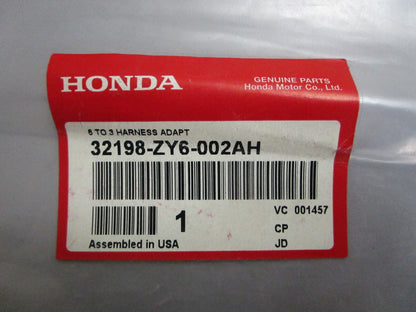 HONDA
GENUINE PARTS
Honda Motor Co., Ltd.
6 TO 3 HARNESS ADAPT
32198-ZY6-002AH
1
VC 001457
CP
Assembled in USA
JD